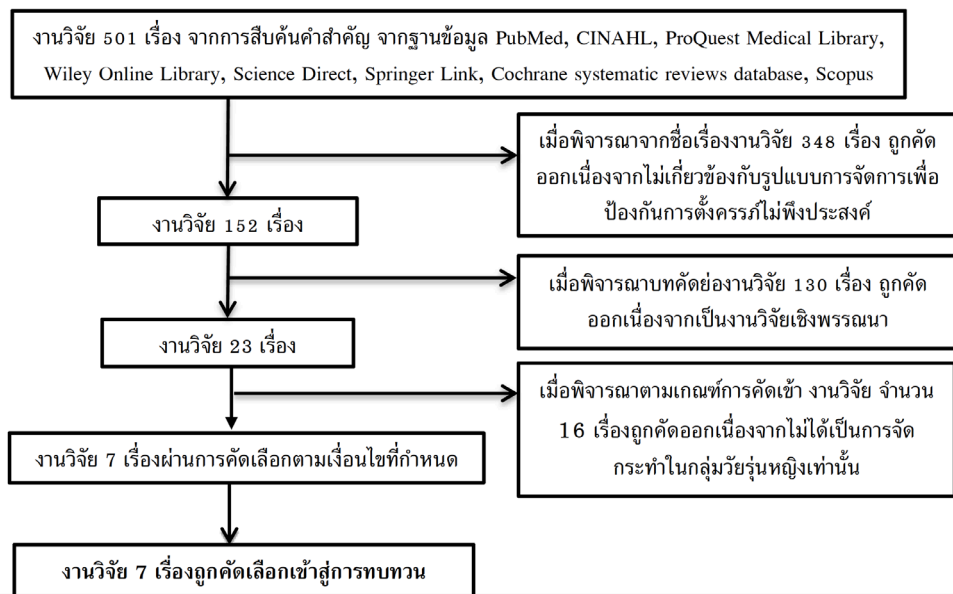 งานวิจัย 501 เรื่อง จากการสืบค้นคำสำคัญ จากฐานข้อมูล PubMed, CINAHL, ProQuest Medical Library,
Wiley Online Library, Science Direct, Springer Link, Cochrane systematic reviews database, Scopus
เมื่อพิจารณาจากชื่อเรื่องงานวิจัย 348 เรื่อง ถูกคัด
ออกเนื่องจากไม่เกี่ยวข้องกับรูปแบบการจัดการเพื่อ
ป้องกันการตั้งครรภ์ไม่พึงประสงค์
งานวิจัย 152 เรื่อง
เมื่อพิจารณาบทคัดย่องานวิจัย 130 เรื่อง ถูกคัด
ออกเนื่องจากเป็นงานวิจัยเชิงพรรณนา
งานวิจัย 23 เรื่อง
เมื่อพิจารณาตามเกณฑ์การคัดเข้า งานวิจัย จำนวน
16 เรื่องถูกคัดออกเนื่องจากไม่ได้เป็นการจัด
กระทำในกลุ่มวัยรุ่นหญิงเท่านั้น
งานวิจัย 7 เรื่องผ่านการคัดเลือกตามเงื่อนไขที่กำหนด
งานวิจัย 7 เรื่องถูกคัดเลือกเข้าสู่การทบทวน